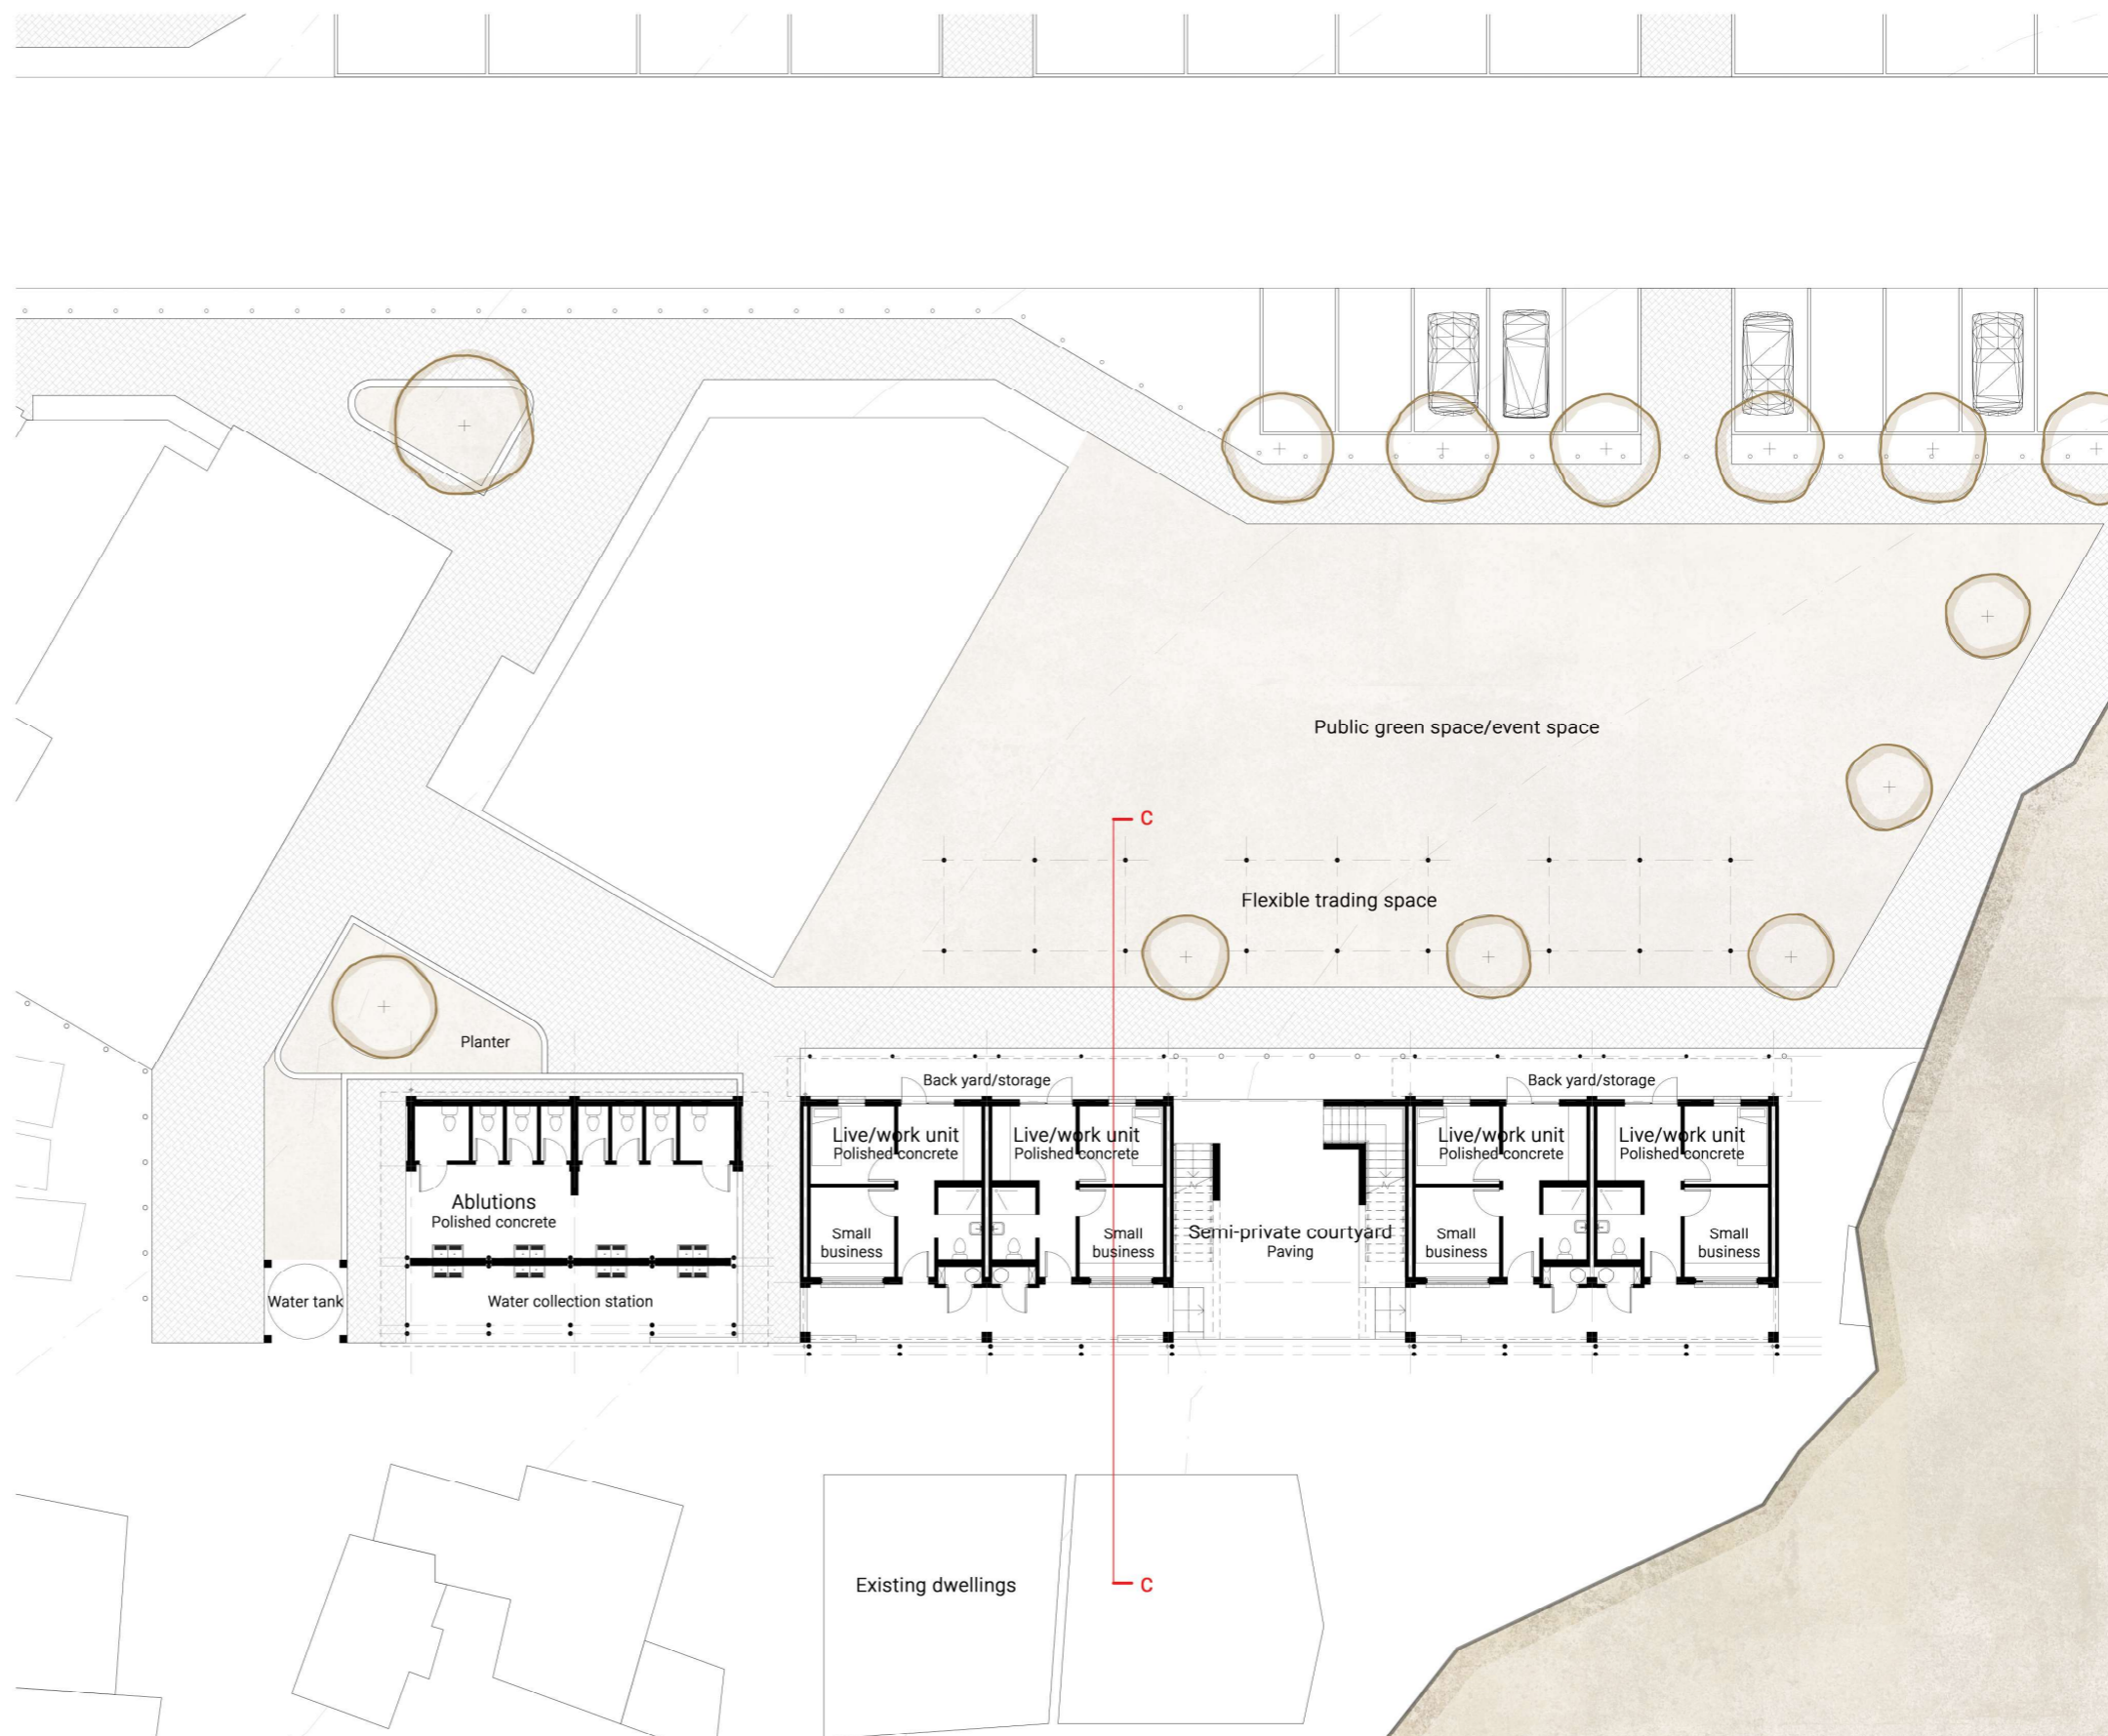 Public green space/event space
C
Flexible trading space
Planter
Back yard/storage
Back yard/storage
Live/work unit
Polished concrete
Live/work unit
Polished concrete
Live/work unit
Polished concrete
Live/work unit
Polished concrete
Ablutions
Polished concrete
Small
business
Small
business
Semi-private courtyard
Paving
Small
business
Small
business
Water tank
Water collection station
Existing dwellings
C